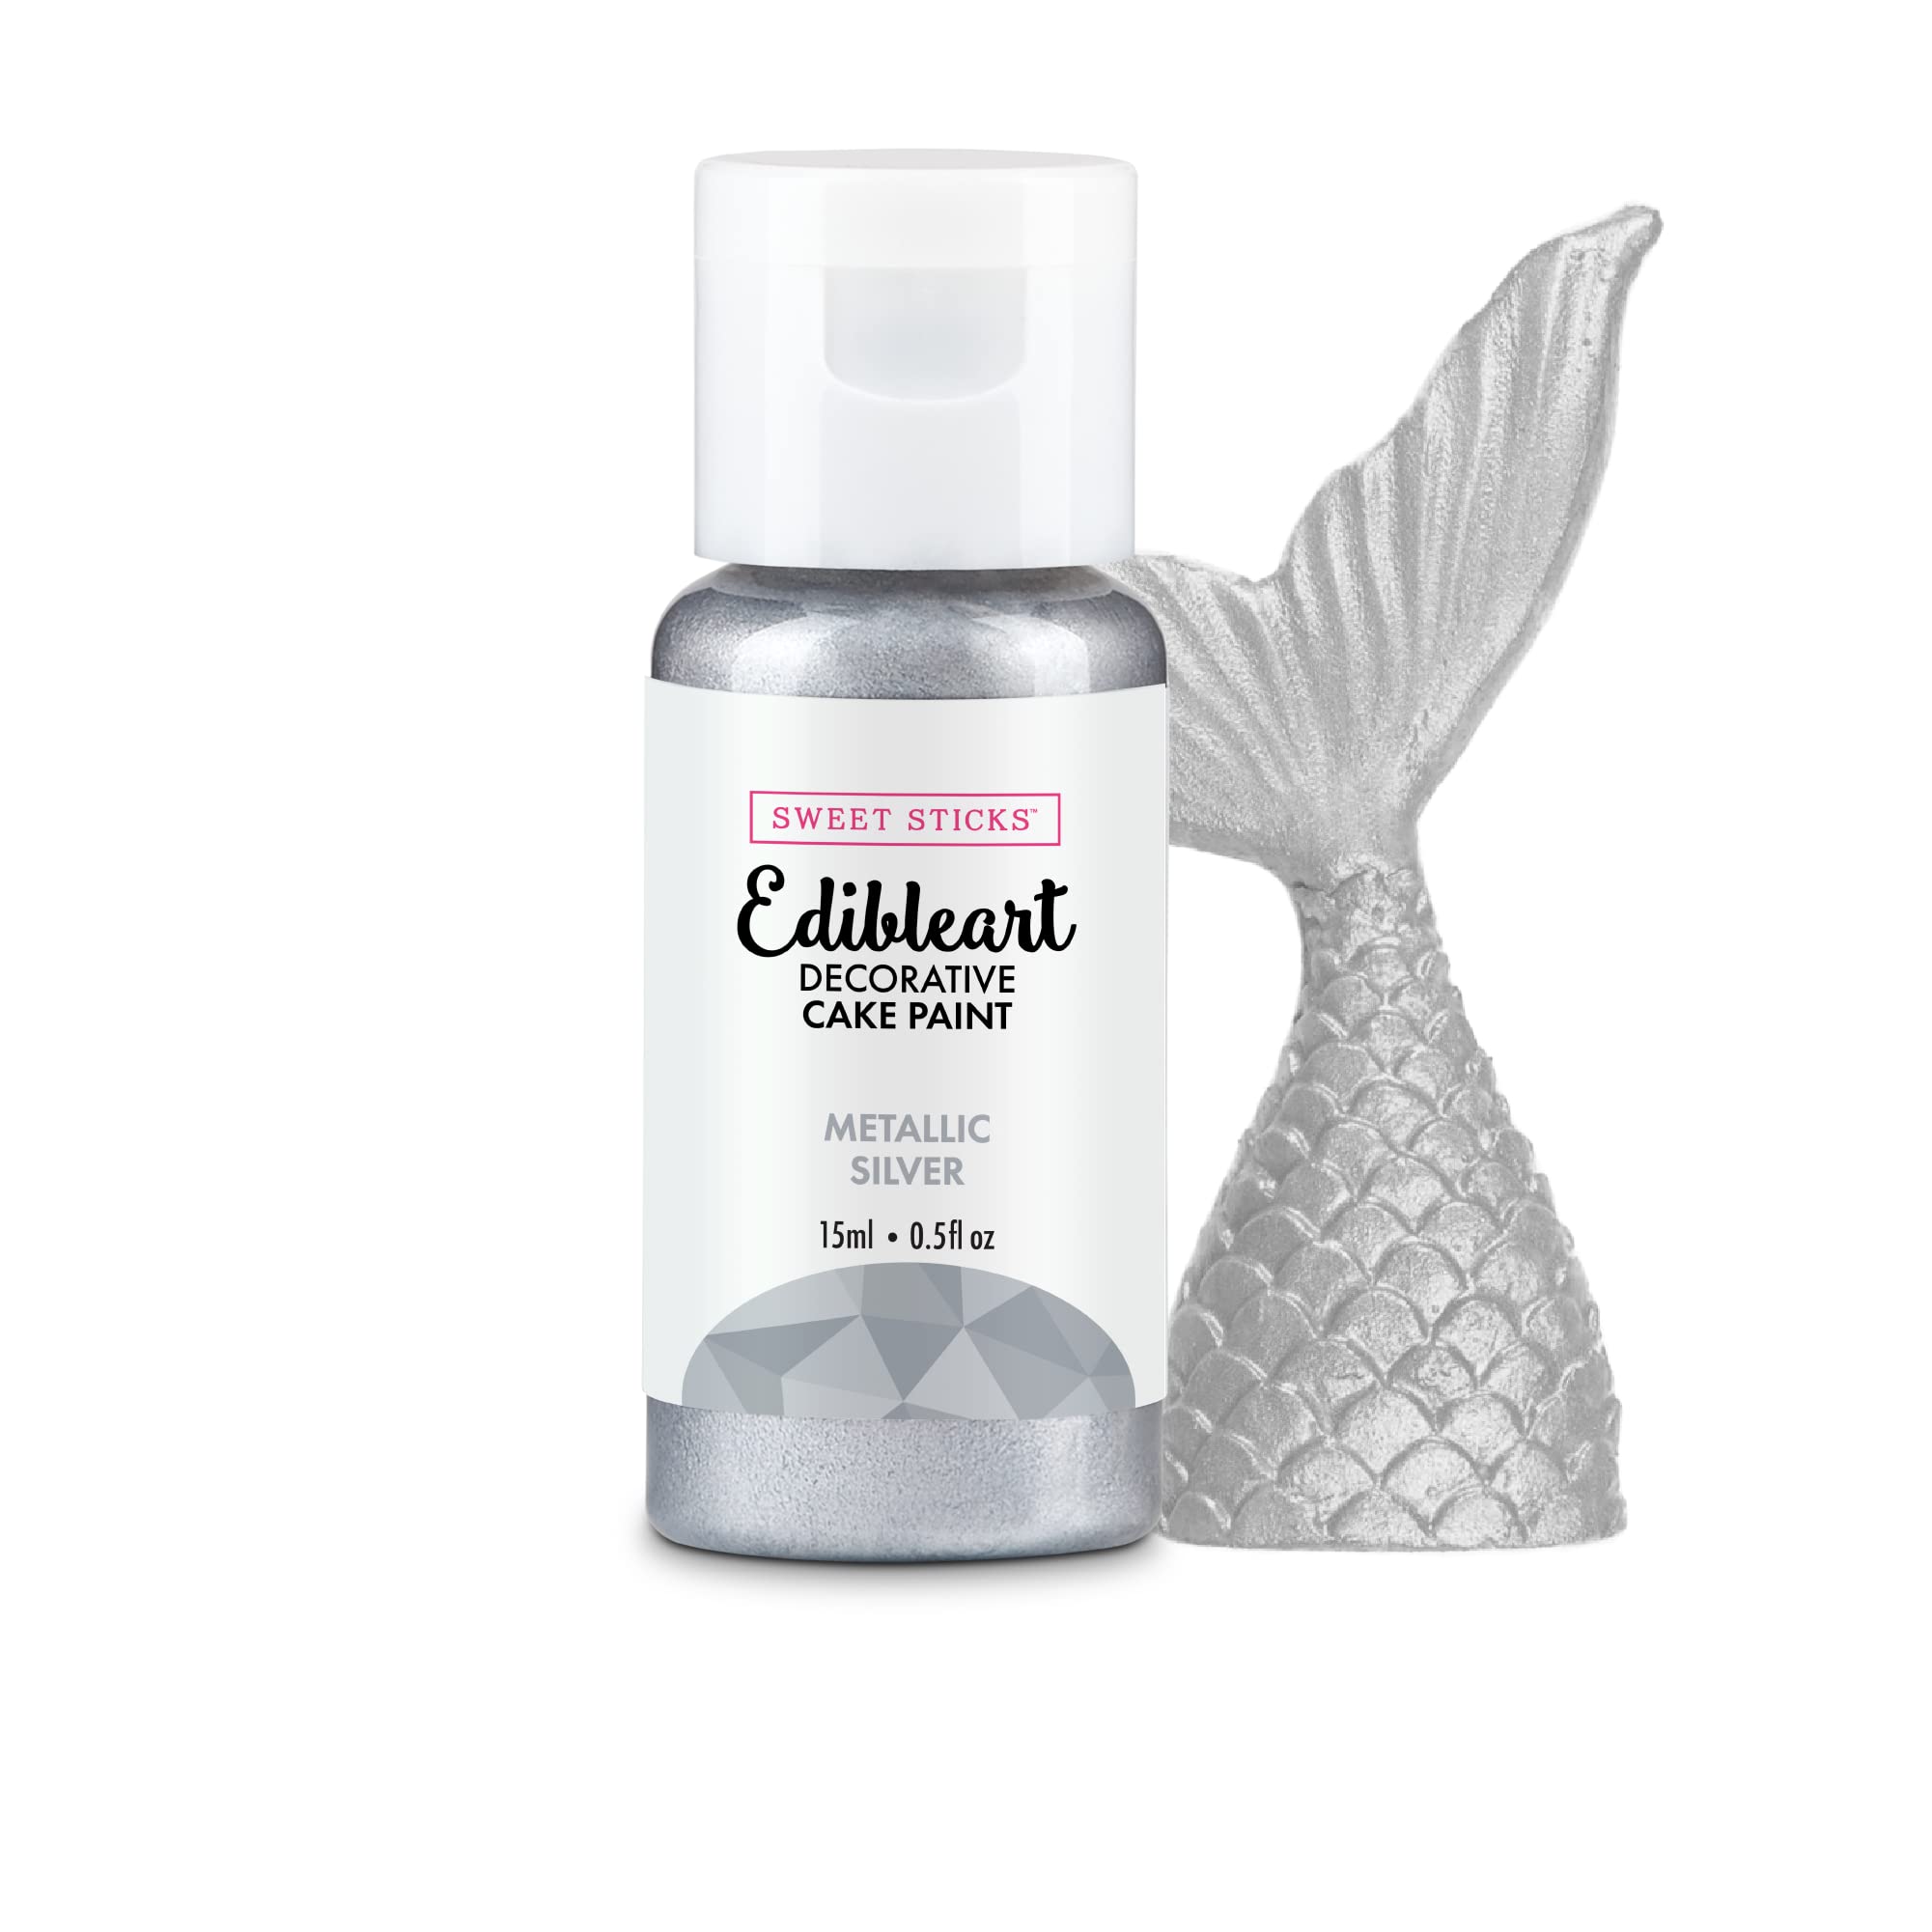 SWEET STICKS™
Edibleart
DECORATIVE
CAKE PAINT
METALLIC
SILVER
15ml • 0.5fl oz